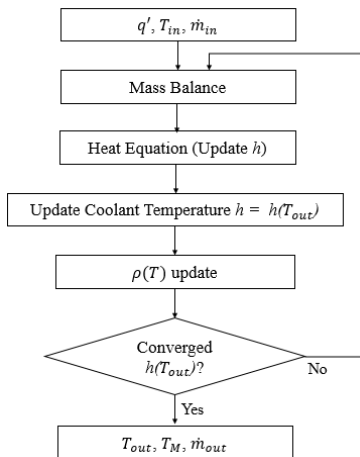 q′, T_in, ṁ_in
Mass Balance
Heat Equation (Update h)
Update Coolant Temperature h = h(T_out)
ρ(T) update
Converged
h(T_out)?
No
Yes
T_out, T_M, ṁ_out